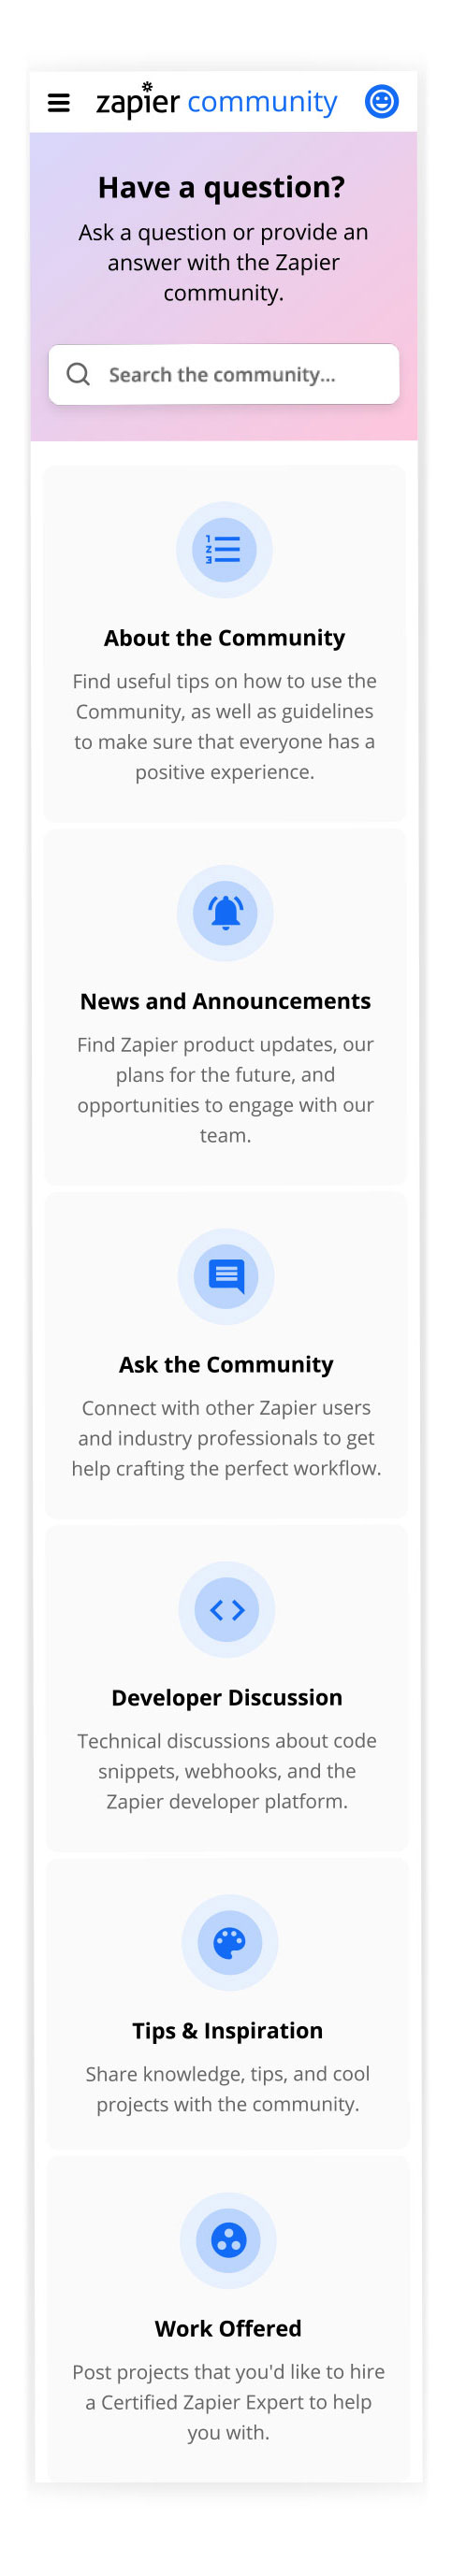 zapier community
Have a question?
Ask a question or provide an
answer with the Zapier
community.
Search the community...
1
2
3
About the Community
Find useful tips on how to use the
Community, as well as guidelines
to make sure that everyone has a
positive experience.
News and Announcements
Find Zapier product updates, our
plans for the future, and
opportunities to engage with our
team.
Ask the Community
Connect with other Zapier users
and industry professionals to get
help crafting the perfect workflow.
Developer Discussion
Technical discussions about code
snippets, webhooks, and the
Zapier developer platform.
Tips & Inspiration
Share knowledge, tips, and cool
projects with the community.
Work Offered
Post projects that you'd like to hire
a Certified Zapier Expert to help
you with.